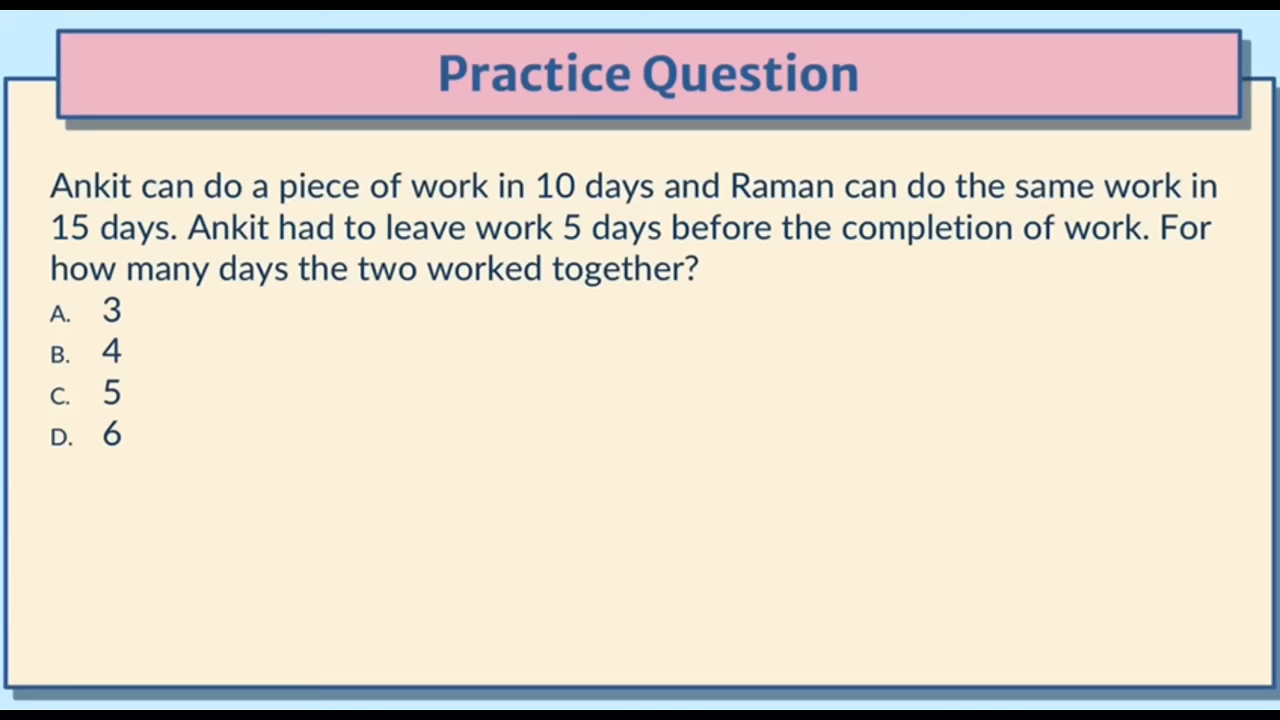 Practice Question
Ankit can do a piece of work in 10 days and Raman can do the same work in
15 days. Ankit had to leave work 5 days before the completion of work. For
how many days the two worked together?
A. 3
B. 4
C. 5
D. 6